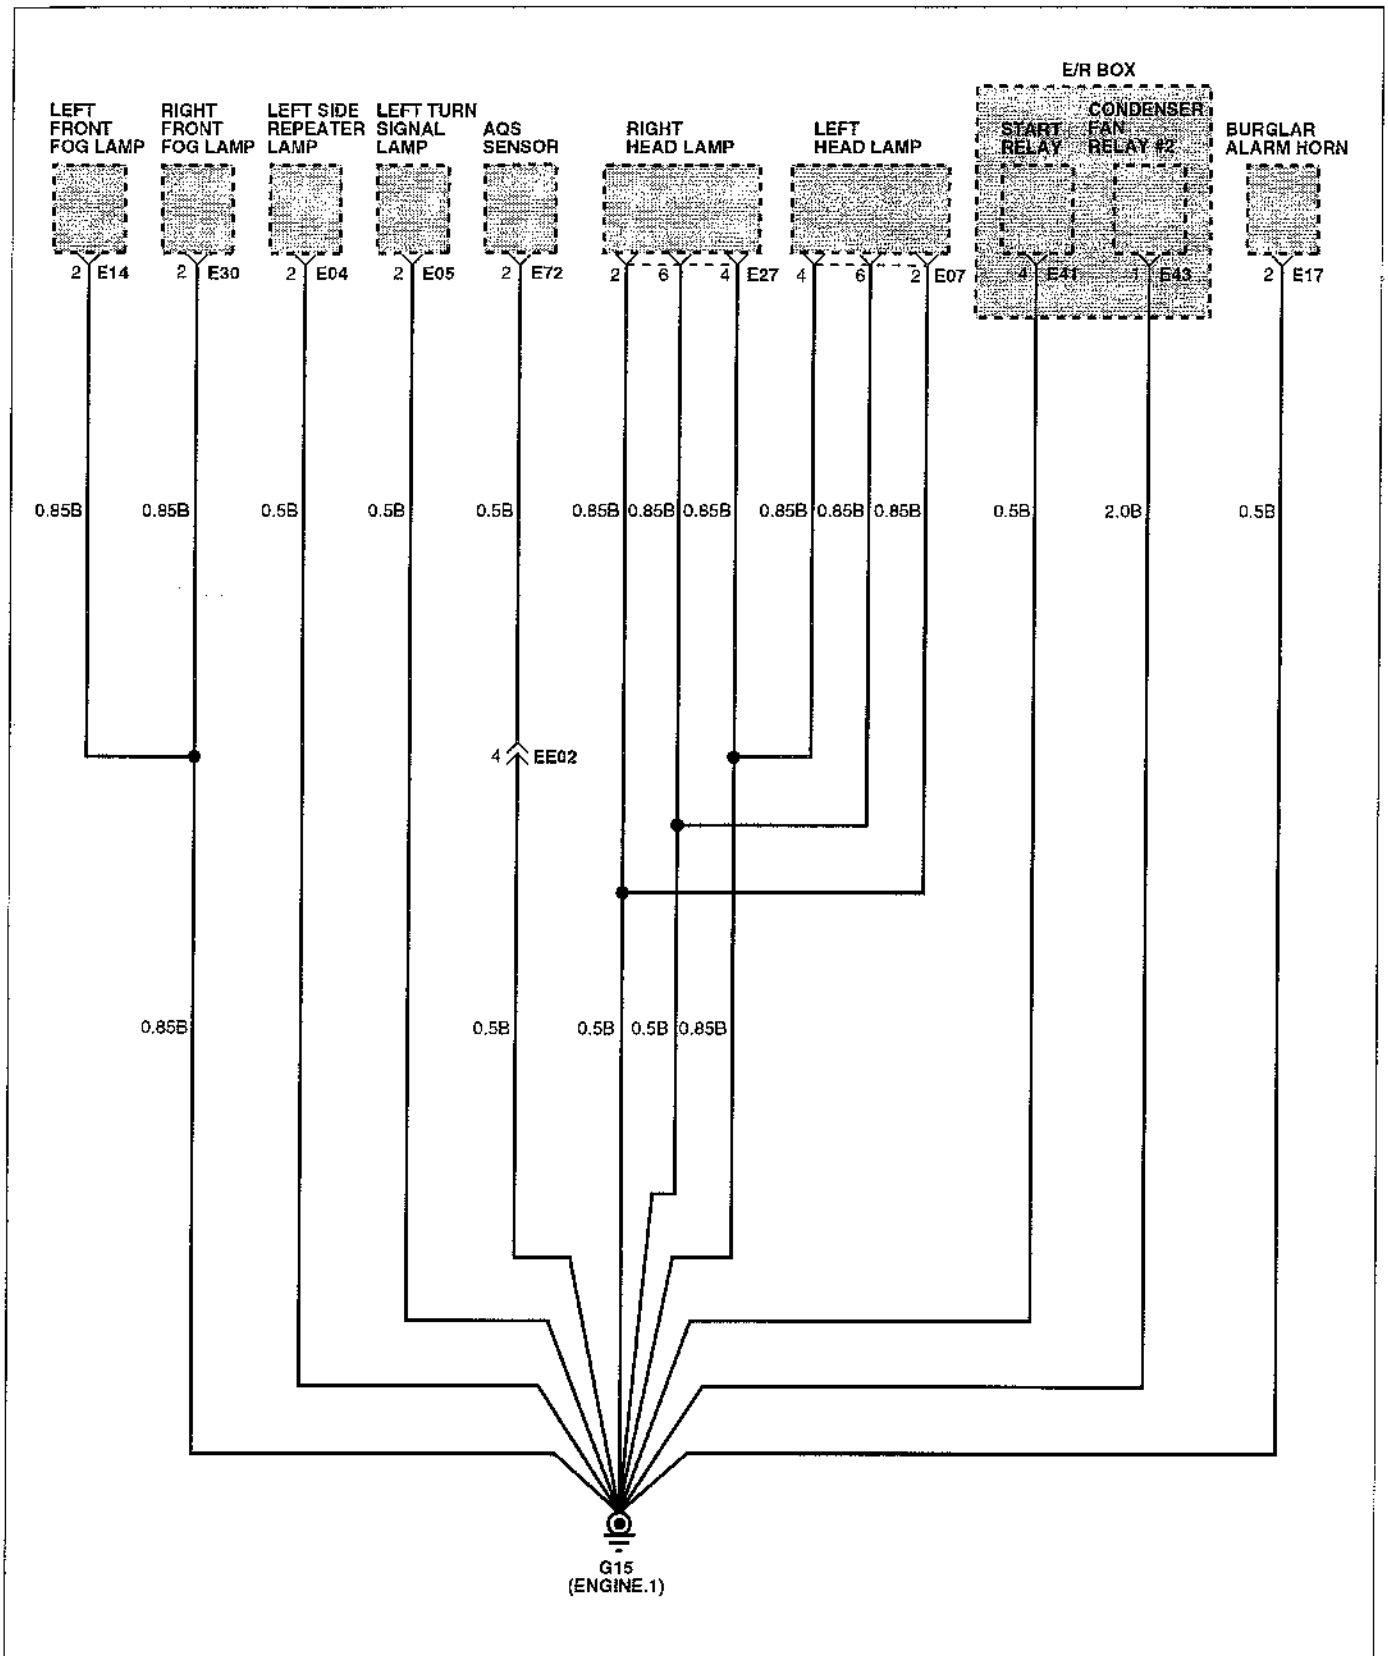 E/R BOX
LEFT
FRONT
FOG LAMP
RIGHT
FRONT
FOG LAMP
LEFT SIDE
REPEATER
LAMP
LEFT TURN
SIGNAL
LAMP
AQS
SENSOR
RIGHT
HEAD LAMP
LEFT
HEAD LAMP
START
RELAY
CONDENSER
FAN
RELAY #2
BURGLAR
ALARM HORN
2 E14
2 E30
2 E04
2 E05
2 E72
2 6 4 E27
4 6 2 E07
4 E41
1 E43
2 E17
0.85B 0.85B 0.5B 0.5B 0.5B 0.85B 0.85B 0.85B 0.85B 0.85B 0.85B 0.5B 2.0B 0.5B
4 EE02
0.85B 0.5B 0.5B 0.5B 0.85B
G15
(ENGINE.1)